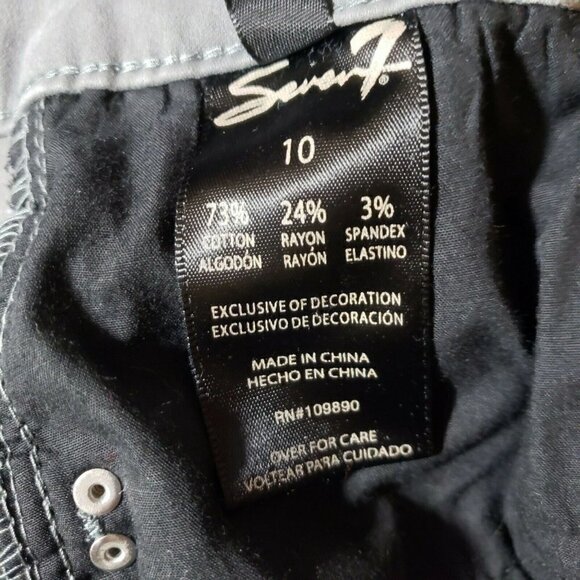 Seven7®
10
73% 24% 3%
COTTON RAYON SPANDEX
ALGODÓN RAYÓN ELASTINO
EXCLUSIVE OF DECORATION
EXCLUSIVO DE DECORACIÓN
MADE IN CHINA
HECHO EN CHINA
RN#109890
OVER FOR CARE
VOLTEAR PARA CUIDADO